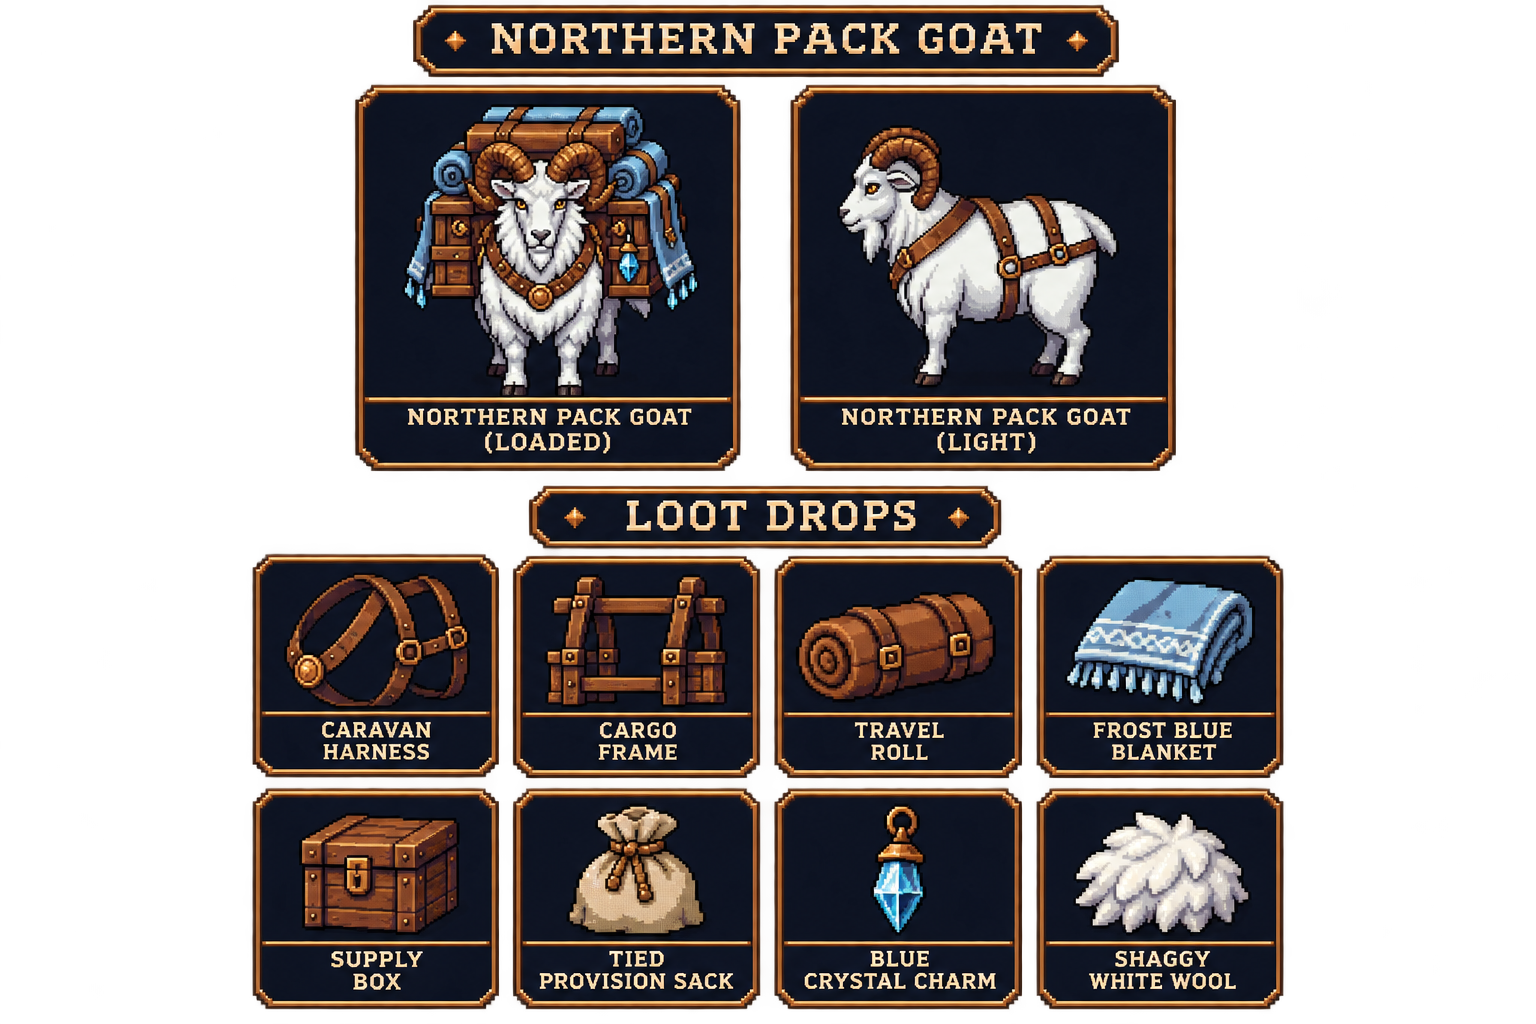 NORTHERN PACK GOAT
NORTHERN PACK GOAT
(LOADED)
NORTHERN PACK GOAT
(LIGHT)
LOOT DROPS
CARAVAN
HARNESS
CARGO
FRAME
TRAVEL
ROLL
FROST BLUE
BLANKET
SUPPLY
BOX
TIED
PROVISION SACK
BLUE
CRYSTAL CHARM
SHAGGY
WHITE WOOL